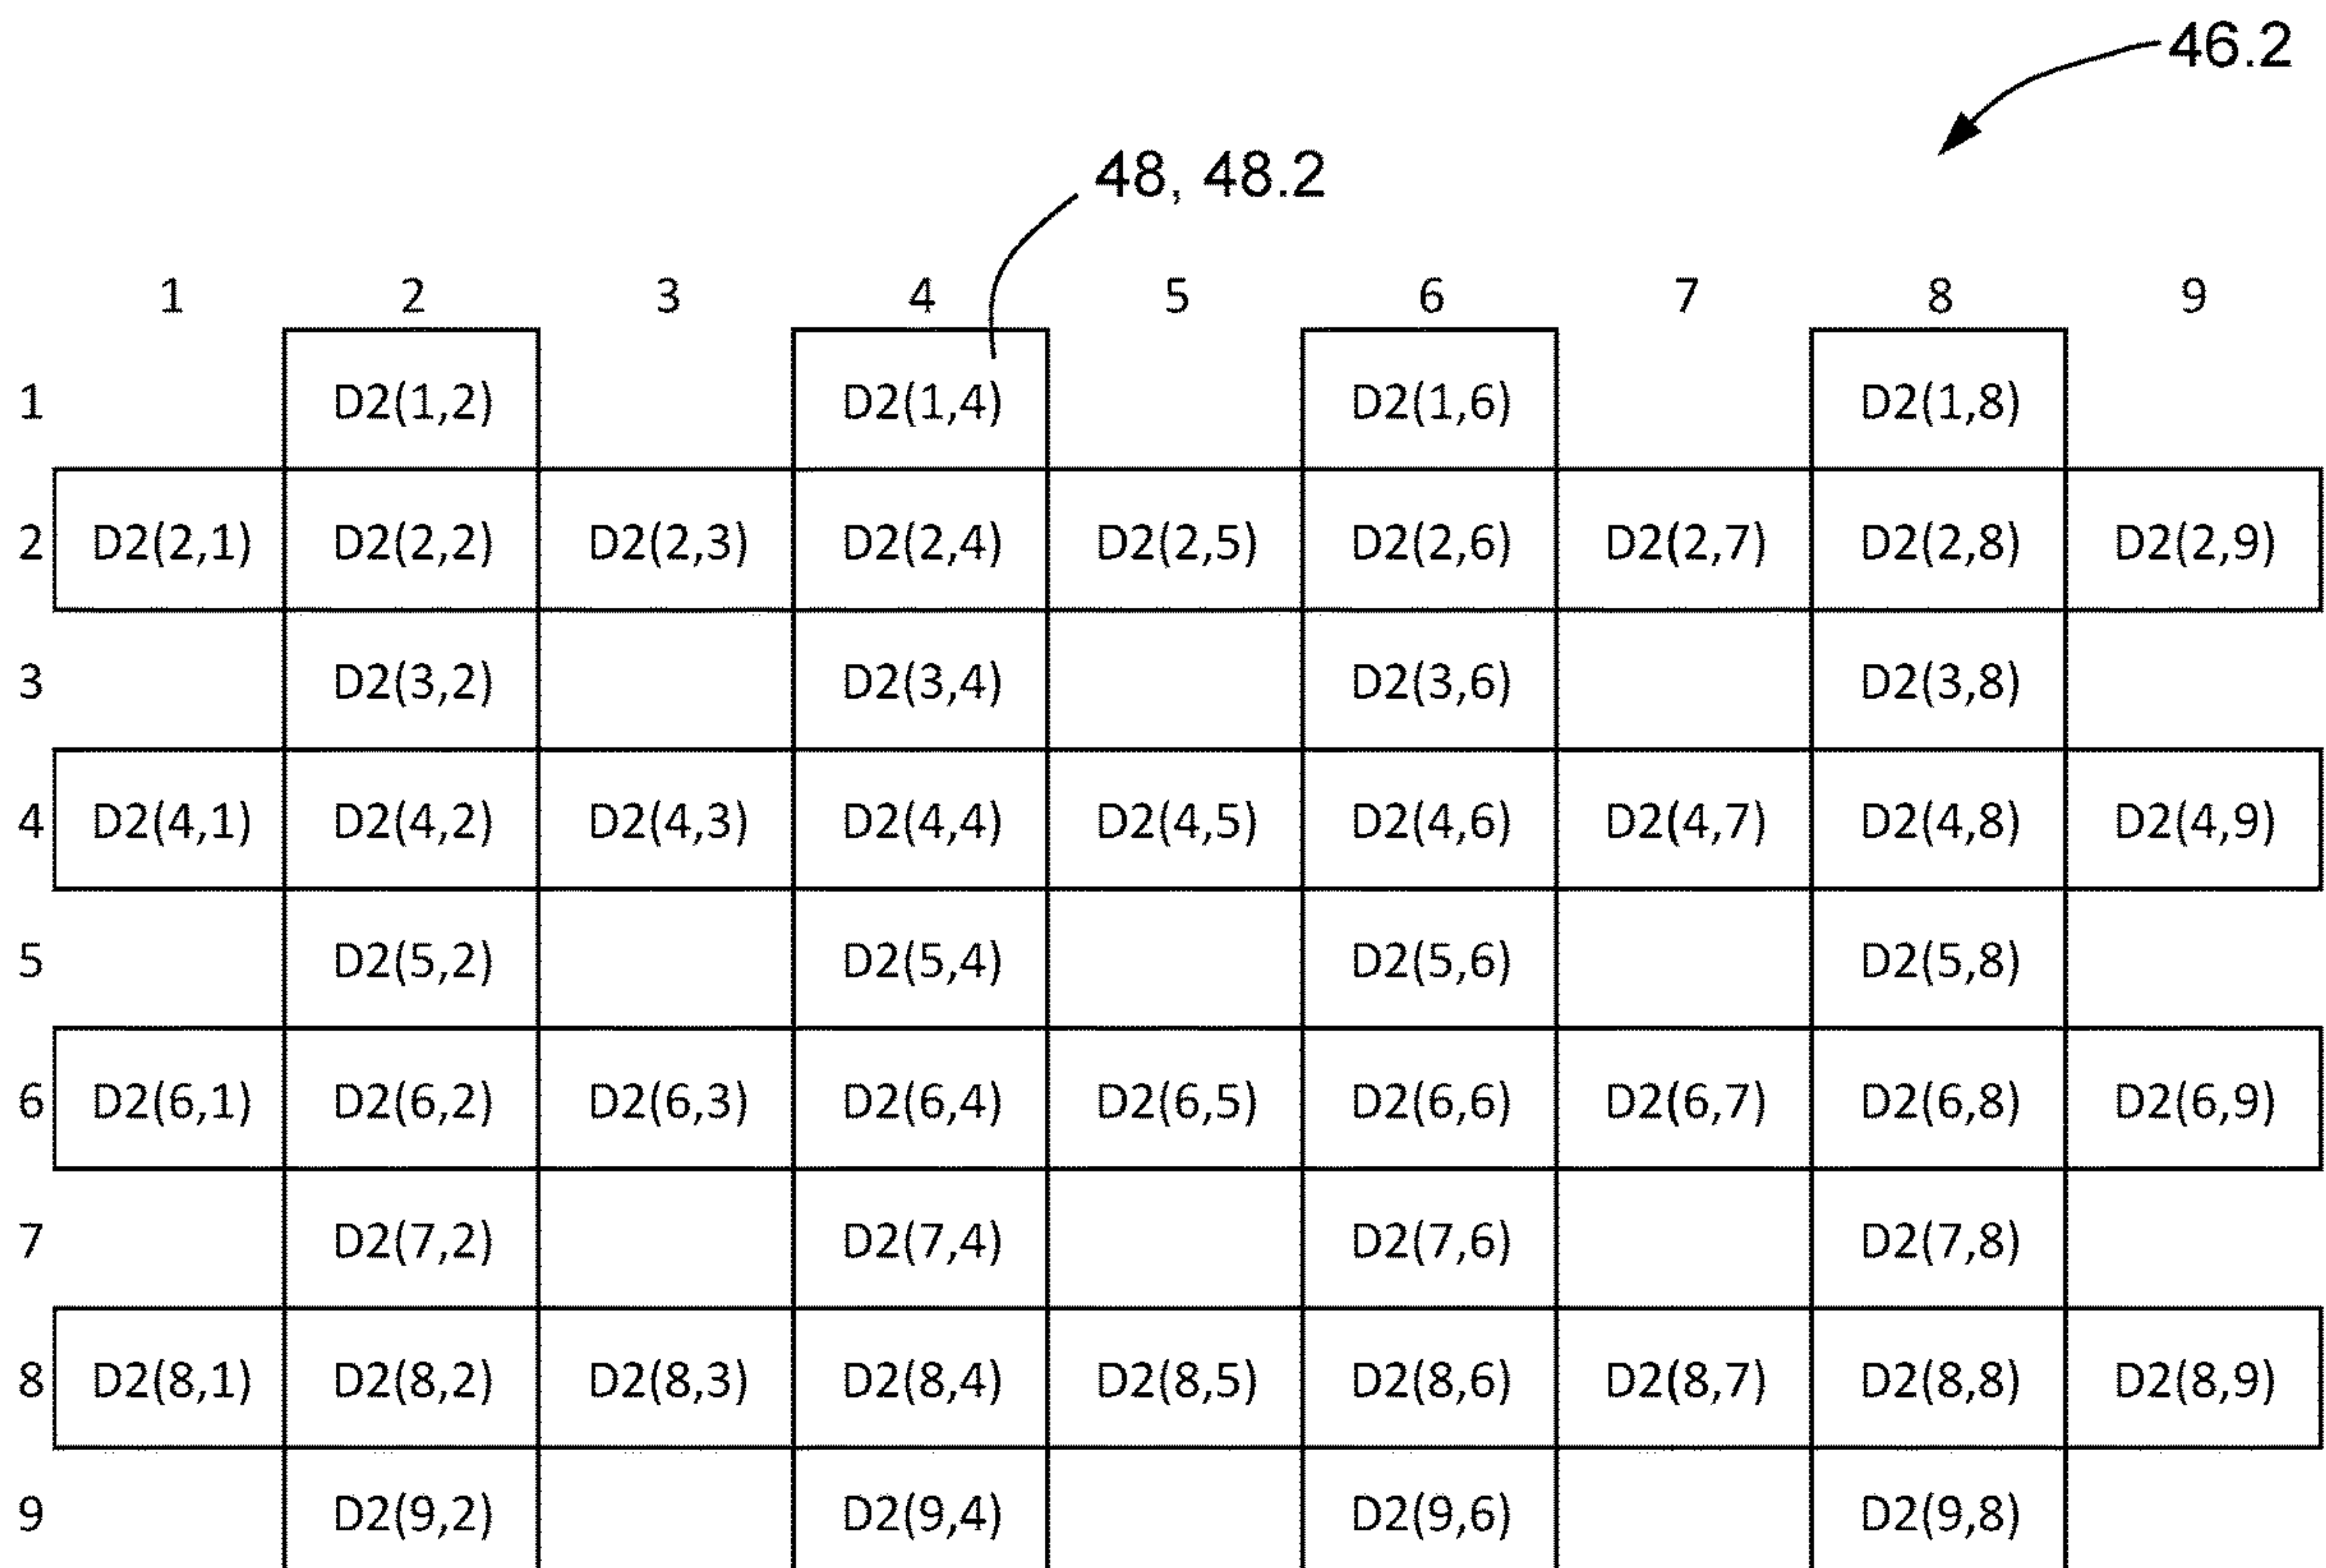 46.2
48, 48.2
1 2 3 4 5 6 7 8 9
1 D2(1,2) D2(1,4) D2(1,6) D2(1,8)
2 D2(2,1) D2(2,2) D2(2,3) D2(2,4) D2(2,5) D2(2,6) D2(2,7) D2(2,8) D2(2,9)
3 D2(3,2) D2(3,4) D2(3,6) D2(3,8)
4 D2(4,1) D2(4,2) D2(4,3) D2(4,4) D2(4,5) D2(4,6) D2(4,7) D2(4,8) D2(4,9)
5 D2(5,2) D2(5,4) D2(5,6) D2(5,8)
6 D2(6,1) D2(6,2) D2(6,3) D2(6,4) D2(6,5) D2(6,6) D2(6,7) D2(6,8) D2(6,9)
7 D2(7,2) D2(7,4) D2(7,6) D2(7,8)
8 D2(8,1) D2(8,2) D2(8,3) D2(8,4) D2(8,5) D2(8,6) D2(8,7) D2(8,8) D2(8,9)
9 D2(9,2) D2(9,4) D2(9,6) D2(9,8)